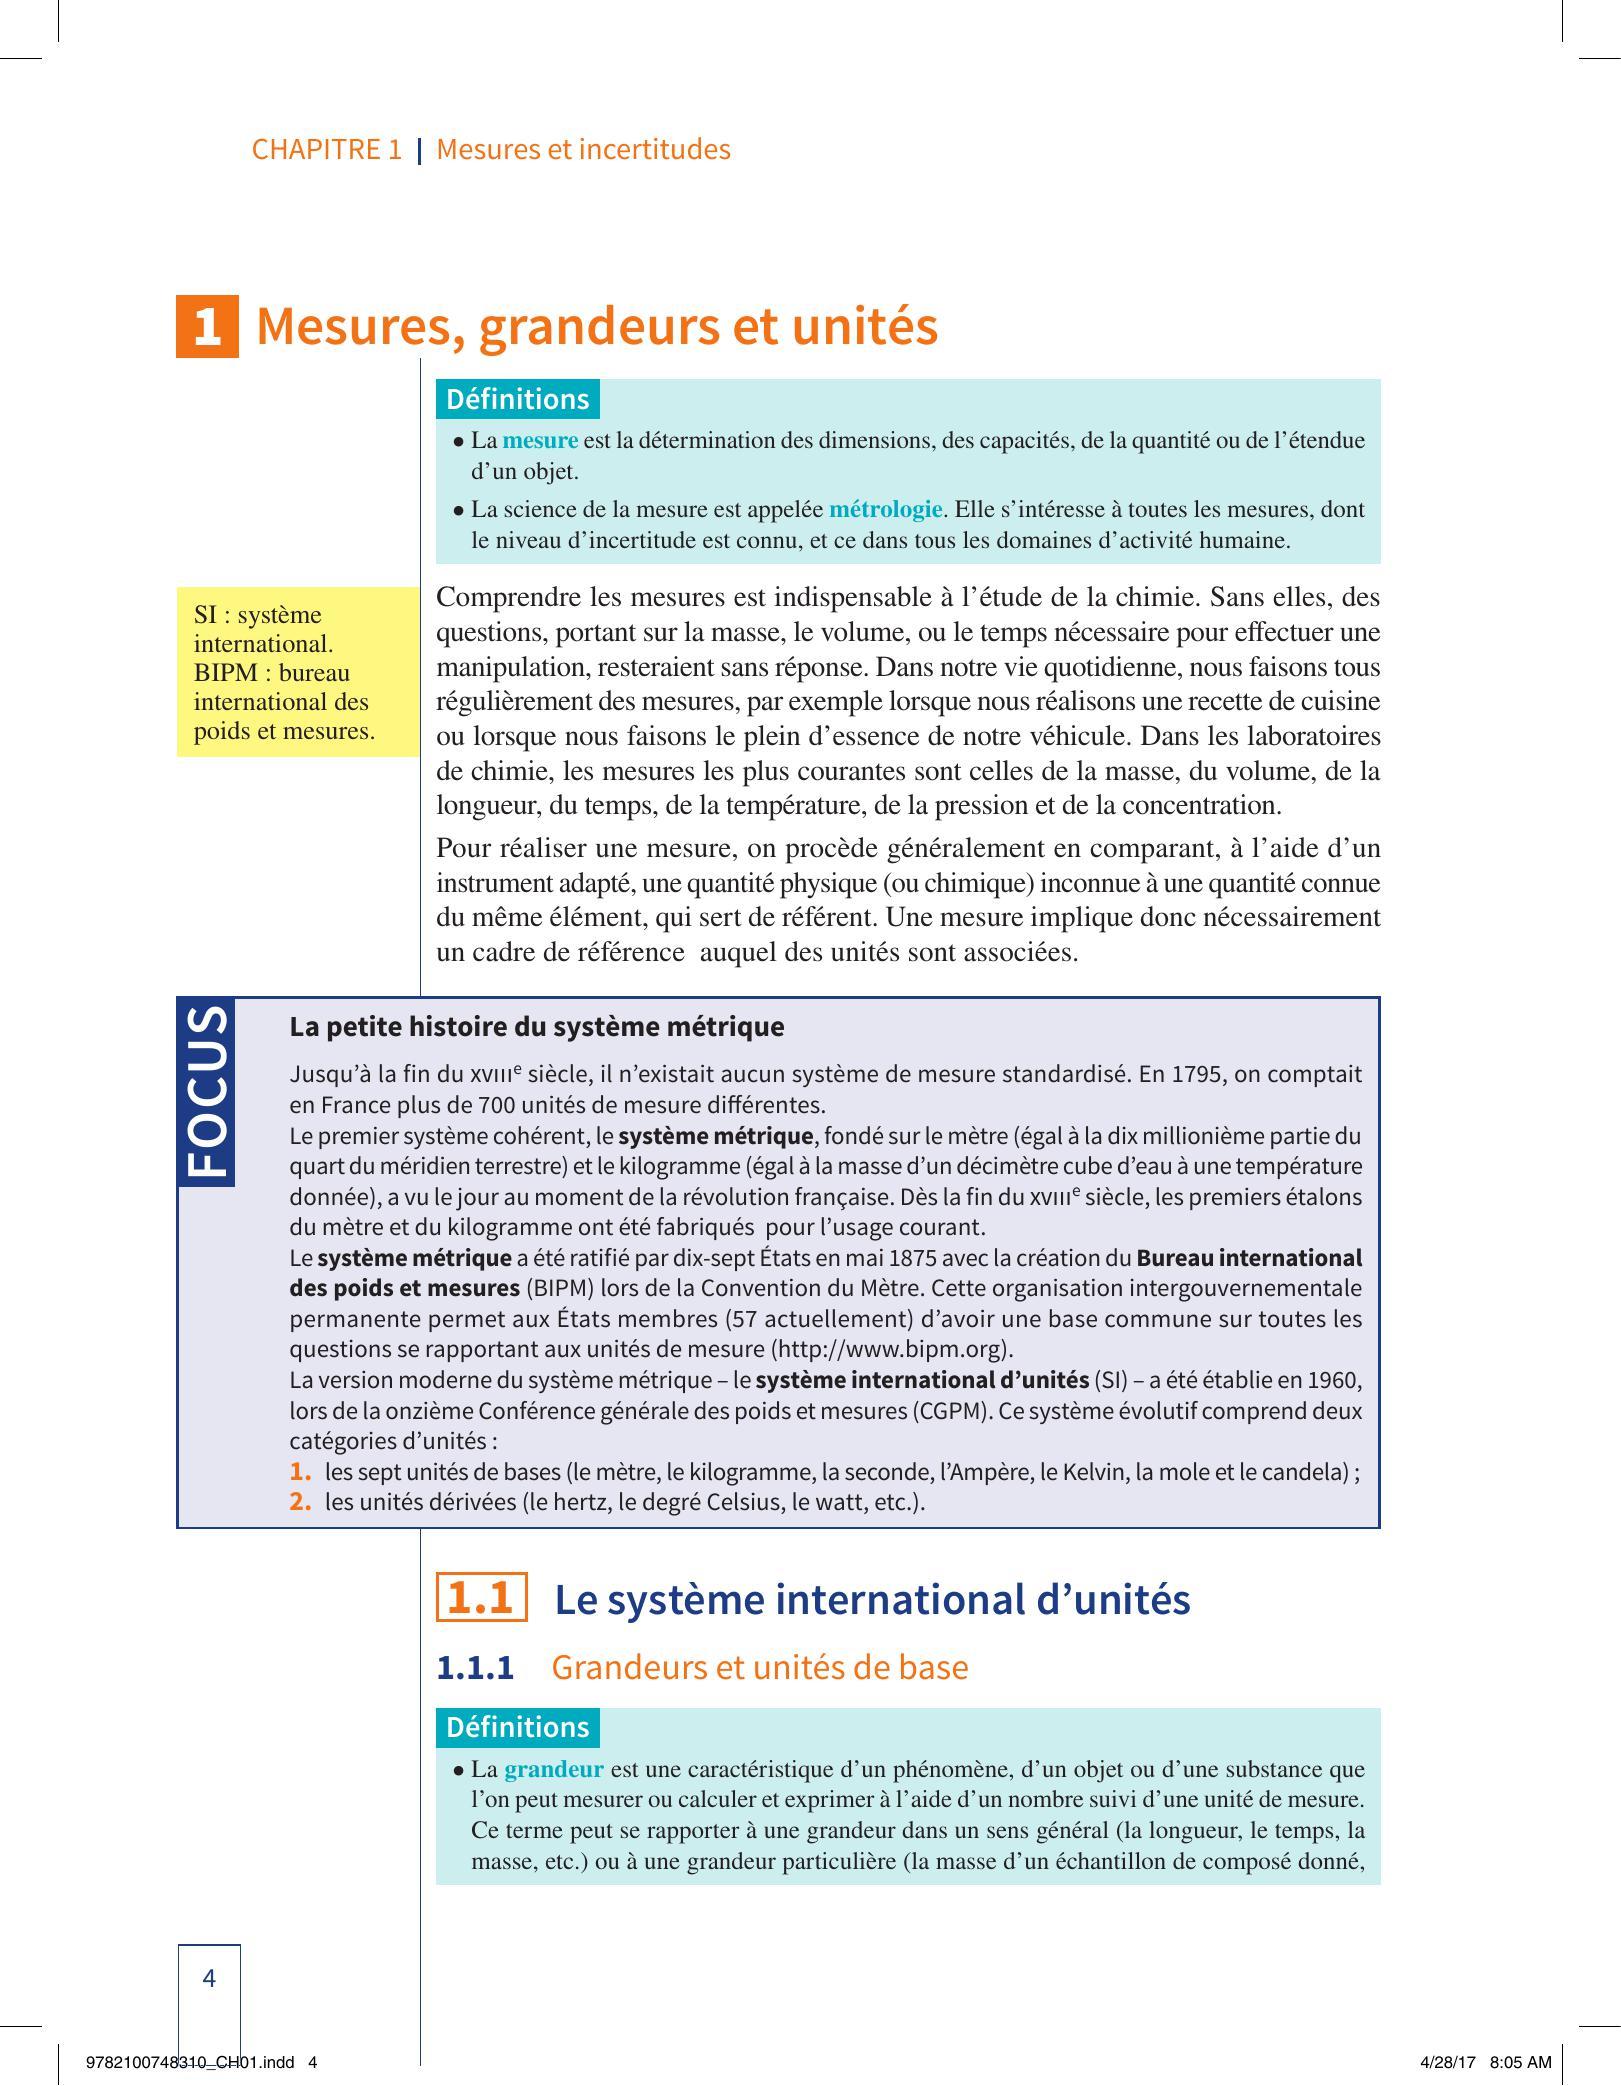 CHAPITRE 1 | Mesures et incertitudes
1 Mesures, grandeurs et unités
Définitions
• La mesure est la détermination des dimensions, des capacités, de la quantité ou de l’étendue
d’un objet.
• La science de la mesure est appelée métrologie. Elle s’intéresse à toutes les mesures, dont
le niveau d’incertitude est connu, et ce dans tous les domaines d’activité humaine.
SI : système
international.
BIPM : bureau
international des
poids et mesures.
Comprendre les mesures est indispensable à l’étude de la chimie. Sans elles, des
questions, portant sur la masse, le volume, ou le temps nécessaire pour effectuer une
manipulation, resteraient sans réponse. Dans notre vie quotidienne, nous faisons tous
régulièrement des mesures, par exemple lorsque nous réalisons une recette de cuisine
ou lorsque nous faisons le plein d’essence de notre véhicule. Dans les laboratoires
de chimie, les mesures les plus courantes sont celles de la masse, du volume, de la
longueur, du temps, de la température, de la pression et de la concentration.
Pour réaliser une mesure, on procède généralement en comparant, à l’aide d’un
instrument adapté, une quantité physique (ou chimique) inconnue à une quantité connue
du même élément, qui sert de référent. Une mesure implique donc nécessairement
un cadre de référence auquel des unités sont associées.
FOCUS
La petite histoire du système métrique
Jusqu’à la fin du XVIIIe siècle, il n’existait aucun système de mesure standardisé. En 1795, on comptait
en France plus de 700 unités de mesure différentes.
Le premier système cohérent, le système métrique, fondé sur le mètre (égal à la dix millionième partie du
quart du méridien terrestre) et le kilogramme (égal à la masse d’un décimètre cube d’eau à une température
donnée), a vu le jour au moment de la révolution française. Dès la fin du XVIIIe siècle, les premiers étalons
du mètre et du kilogramme ont été fabriqués pour l’usage courant.
Le système métrique a été ratifié par dix-sept États en mai 1875 avec la création du Bureau international
des poids et mesures (BIPM) lors de la Convention du Mètre. Cette organisation intergouvernementale
permanente permet aux États membres (57 actuellement) d’avoir une base commune sur toutes les
questions se rapportant aux unités de mesure (http://www.bipm.org).
La version moderne du système métrique – le système international d’unités (SI) – a été établie en 1960,
lors de la onzième Conférence générale des poids et mesures (CGPM). Ce système évolutif comprend deux
catégories d’unités :
1. les sept unités de bases (le mètre, le kilogramme, la seconde, l’Ampère, le Kelvin, la mole et le candela) ;
2. les unités dérivées (le hertz, le degré Celsius, le watt, etc.).
1.1 Le système international d’unités
1.1.1 Grandeurs et unités de base
Définitions
• La grandeur est une caractéristique d’un phénomène, d’un objet ou d’une substance que
l’on peut mesurer ou calculer et exprimer à l’aide d’un nombre suivi d’une unité de mesure.
Ce terme peut se rapporter à une grandeur dans un sens général (la longueur, le temps, la
masse, etc.) ou à une grandeur particulière (la masse d’un échantillon de composé donné,
4
9782100748310_CH01.indd 4
4/28/17 8:05 AM